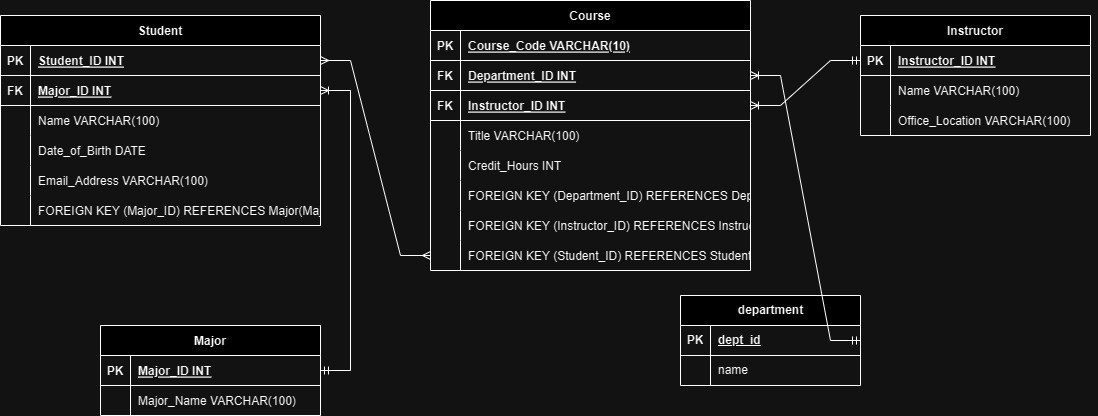 Student
PK Student_ID INT
FK Major_ID INT
Name VARCHAR(100)
Date_of_Birth DATE
Email_Address VARCHAR(100)
FOREIGN KEY (Major_ID) REFERENCES Major(Maj
Course
PK Course_Code VARCHAR(10)
FK Department_ID INT
FK Instructor_ID INT
Title VARCHAR(100)
Credit_Hours INT
FOREIGN KEY (Department_ID) REFERENCES Dep
FOREIGN KEY (Instructor_ID) REFERENCES Instruc
FOREIGN KEY (Student_ID) REFERENCES Student
Instructor
PK Instructor_ID INT
Name VARCHAR(100)
Office_Location VARCHAR(100)
Major
PK Major_ID INT
Major_Name VARCHAR(100)
department
PK dept_id
name